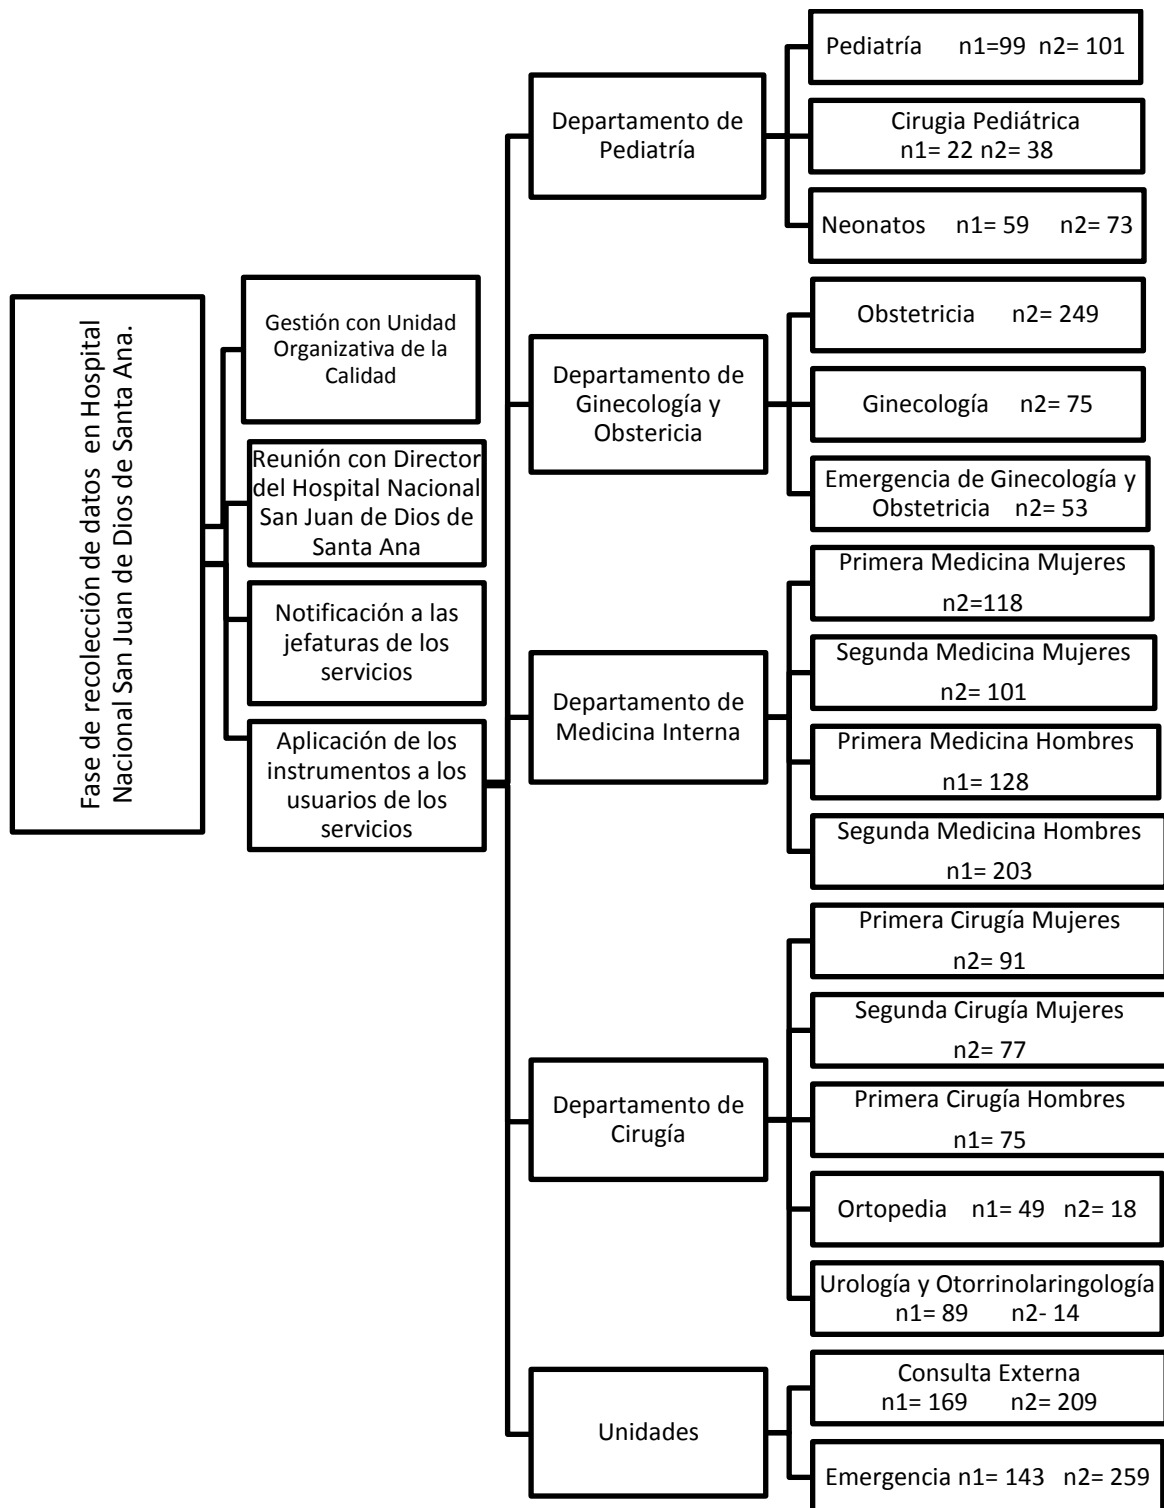 Fase de recolección de datos en Hospital
Nacional San Juan de Dios de Santa Ana.
Gestión con Unidad
Organizativa de la
Calidad
Reunión con Director
del Hospital Nacional
San Juan de Dios de
Santa Ana
Notificación a las
jefaturas de los
servicios
Aplicación de los
instrumentos a los
usuarios de los
servicios
Departamento de
Pediatría
Pediatría n1=99 n2= 101
Cirugia Pediátrica
n1= 22 n2= 38
Neonatos n1= 59 n2= 73
Departamento de
Ginecología y
Obstericia
Obstetricia n2= 249
Ginecología n2= 75
Emergencia de Ginecología y
Obstetricia n2= 53
Departamento de
Medicina Interna
Primera Medicina Mujeres
n2=118
Segunda Medicina Mujeres
n2= 101
Primera Medicina Hombres
n1= 128
Segunda Medicina Hombres
n1= 203
Departamento de
Cirugía
Primera Cirugía Mujeres
n2= 91
Segunda Cirugía Mujeres
n2= 77
Primera Cirugía Hombres
n1= 75
Ortopedia n1= 49 n2= 18
Urología y Otorrinolaringología
n1= 89 n2- 14
Unidades
Consulta Externa
n1= 169 n2= 209
Emergencia n1= 143 n2= 259